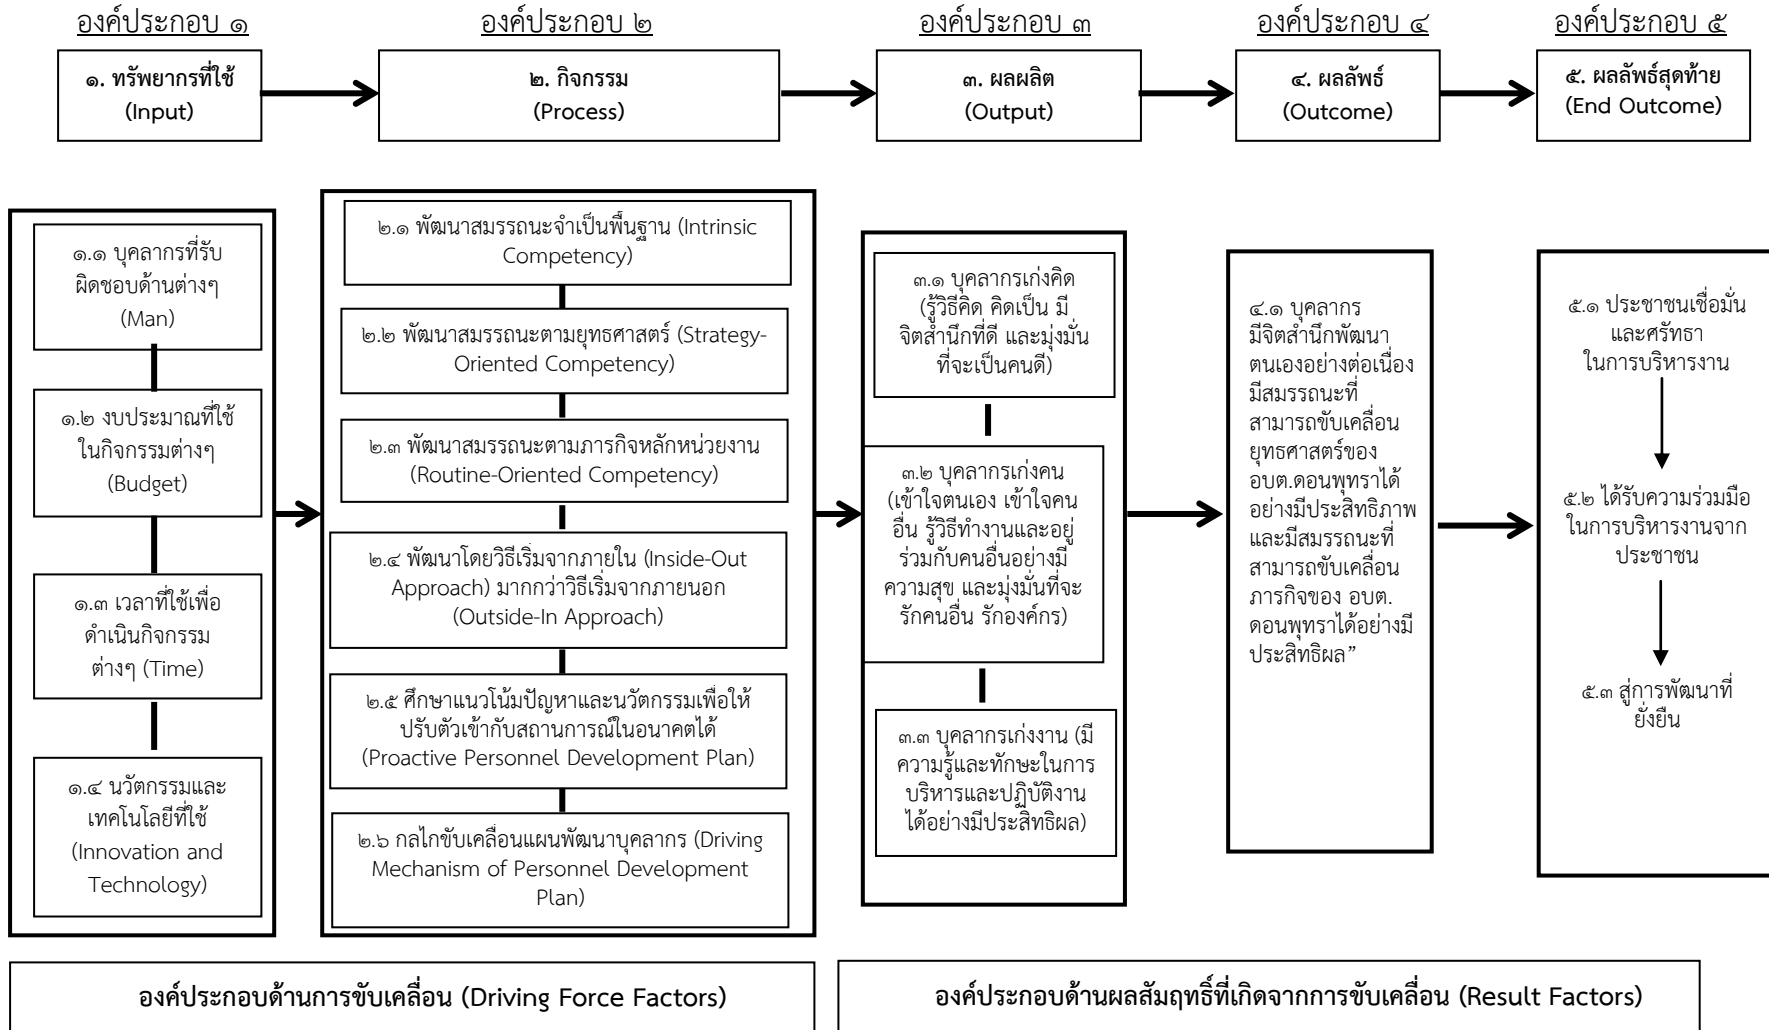 องค์ประกอบ ๑
องค์ประกอบ ๒
องค์ประกอบ ๓
องค์ประกอบ ๔
องค์ประกอบ ๕
๑. ทรัพยากรที่ใช้
(Input)
๒. กิจกรรม
(Process)
๓. ผลผลิต
(Output)
๔. ผลลัพธ์
(Outcome)
๕. ผลลัพธ์สุดท้าย
(End Outcome)
๑.๑ บุคลากรที่รับ
ผิดชอบด้านต่างๆ
(Man)
๑.๒ งบประมาณที่ใช้
ในกิจกรรมต่างๆ
(Budget)
๑.๓ เวลาที่ใช้เพื่อ
ดำเนินกิจกรรม
ต่างๆ (Time)
๑.๔ นวัตกรรมและ
เทคโนโลยีที่ใช้
(Innovation and
Technology)
๒.๑ พัฒนาสมรรถนะจำเป็นพื้นฐาน (Intrinsic
Competency)
๒.๒ พัฒนาสมรรถนะตามยุทธศาสตร์ (Strategy-
Oriented Competency)
๒.๓ พัฒนาสมรรถนะตามภารกิจหลักหน่วยงาน
(Routine-Oriented Competency)
๒.๔ พัฒนาโดยวิธีเริ่มจากภายใน (Inside-Out
Approach) มากกว่าวิธีเริ่มจากภายนอก
(Outside-In Approach)
๒.๕ ศึกษาแนวโน้มปัญหาและนวัตกรรมเพื่อให้
ปรับตัวเข้ากับสถานการณ์ในอนาคตได้
(Proactive Personnel Development Plan)
๒.๖ กลไกขับเคลื่อนแผนพัฒนาบุคลากร (Driving
Mechanism of Personnel Development
Plan)
๓.๑ บุคลากรเก่งคิด
(รู้วิธีคิด คิดเป็น มี
จิตสำนึกที่ดี และมุ่งมั่น
ที่จะเป็นคนดี)
๓.๒ บุคลากรเก่งคน
(เข้าใจตนเอง เข้าใจคน
อื่น รู้วิธีทำงานและอยู่
ร่วมกับคนอื่นอย่างมี
ความสุข และมุ่งมั่นที่จะ
รักคนอื่น รักองค์กร)
๓.๓ บุคลากรเก่งงาน (มี
ความรู้และทักษะในการ
บริหารและปฏิบัติงาน
ได้อย่างมีประสิทธิผล)
๔.๑ บุคลากร
มีจิตสำนึกพัฒนา
ตนเองอย่างต่อเนื่อง
มีสมรรถนะที่
สามารถขับเคลื่อน
ยุทธศาสตร์ของ
อบต.ดอนพุทราได้
อย่างมีประสิทธิภาพ
และมีสมรรถนะที่
สามารถขับเคลื่อน
ภารกิจของ อบต.
ดอนพุทราได้อย่างมี
ประสิทธิผล”
๕.๑ ประชาชนเชื่อมั่น
และศรัทธา
ในการบริหารงาน
๕.๒ ได้รับความร่วมมือ
ในการบริหารงานจาก
ประชาชน
๕.๓ สู่การพัฒนาที่
ยั่งยืน
องค์ประกอบด้านการขับเคลื่อน (Driving Force Factors)
องค์ประกอบด้านผลสัมฤทธิ์ที่เกิดจากการขับเคลื่อน (Result Factors)